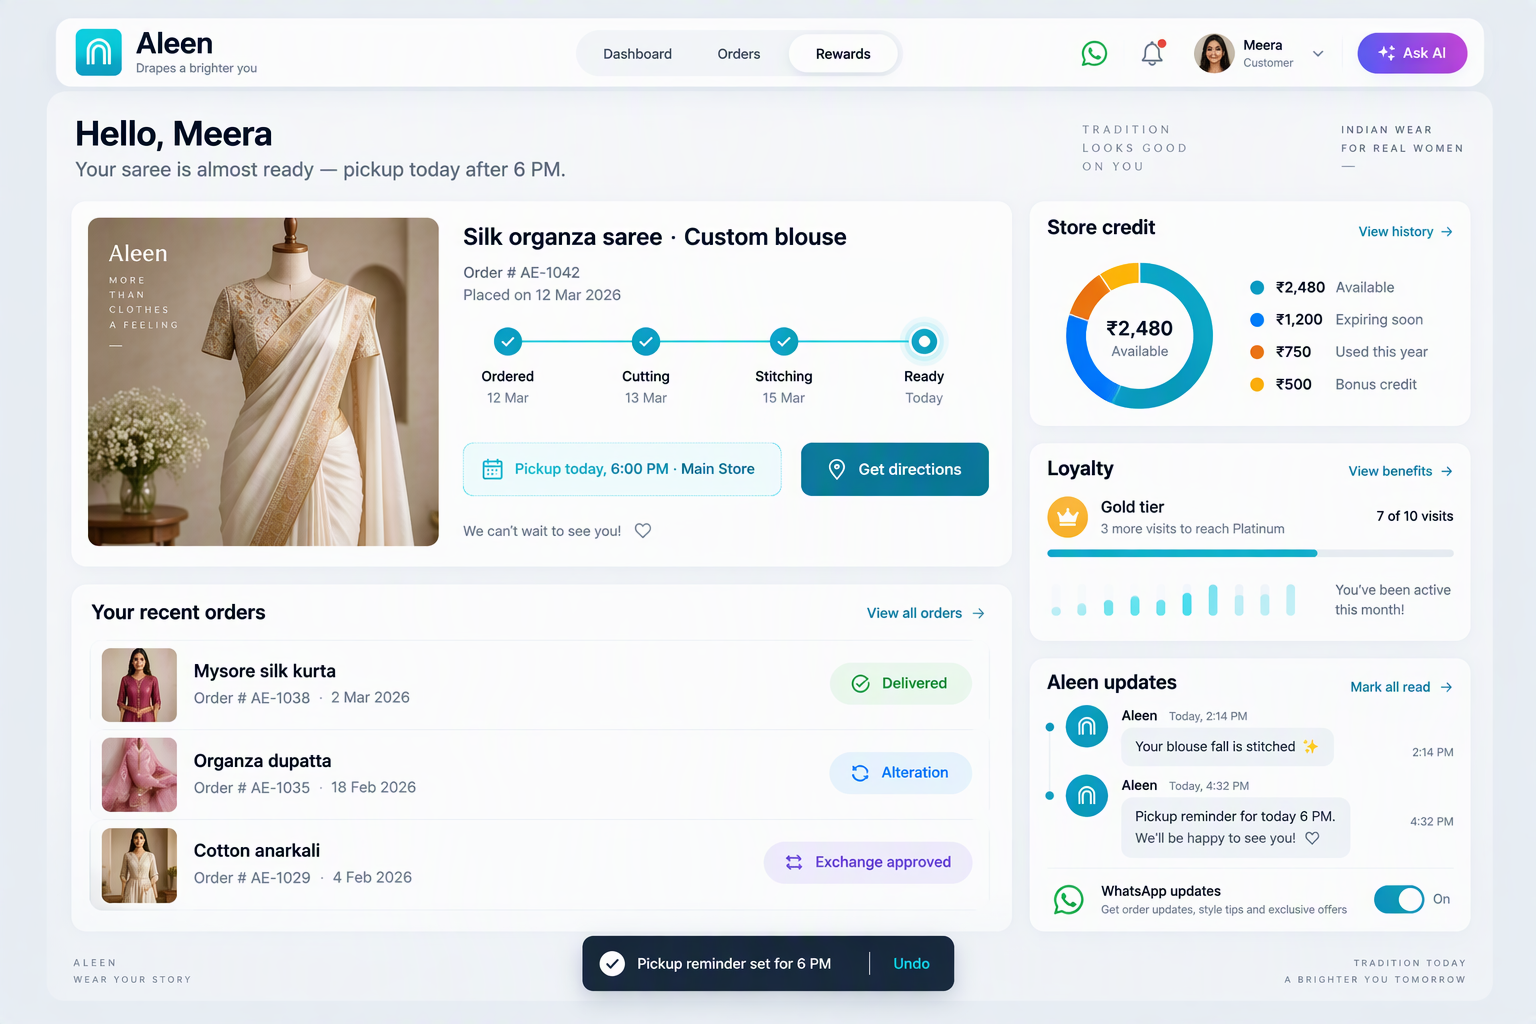 Aleen
Drapes a brighter you
Dashboard
Orders
Rewards
Meera
Customer
Ask AI
Hello, Meera
Your saree is almost ready — pickup today after 6 PM.
TRADITION
LOOKS GOOD
ON YOU
INDIAN WEAR
FOR REAL WOMEN
—
Aleen
MORE
THAN
CLOTHES
A FEELING
—
Silk organza saree · Custom blouse
Order # AE-1042
Placed on 12 Mar 2026
Ordered
12 Mar
Cutting
13 Mar
Stitching
15 Mar
Ready
Today
Pickup today, 6:00 PM · Main Store
Get directions
We can't wait to see you!
Store credit
View history →
₹2,480
Available
₹2,480 Available
₹1,200 Expiring soon
₹750 Used this year
₹500 Bonus credit
Loyalty
View benefits →
Gold tier
3 more visits to reach Platinum
7 of 10 visits
You've been active
this month!
Your recent orders
View all orders →
Mysore silk kurta
Order # AE-1038 · 2 Mar 2026
Delivered
Organza dupatta
Order # AE-1035 · 18 Feb 2026
Alteration
Cotton anarkali
Order # AE-1029 · 4 Feb 2026
Exchange approved
Aleen updates
Mark all read →
Aleen Today, 2:14 PM
Your blouse fall is stitched ✨
2:14 PM
Aleen Today, 4:32 PM
Pickup reminder for today 6 PM.
We'll be happy to see you! ♡
4:32 PM
WhatsApp updates
Get order updates, style tips and exclusive offers
On
ALEEN
WEAR YOUR STORY
Pickup reminder set for 6 PM
Undo
TRADITION TODAY
A BRIGHTER YOU TOMORROW